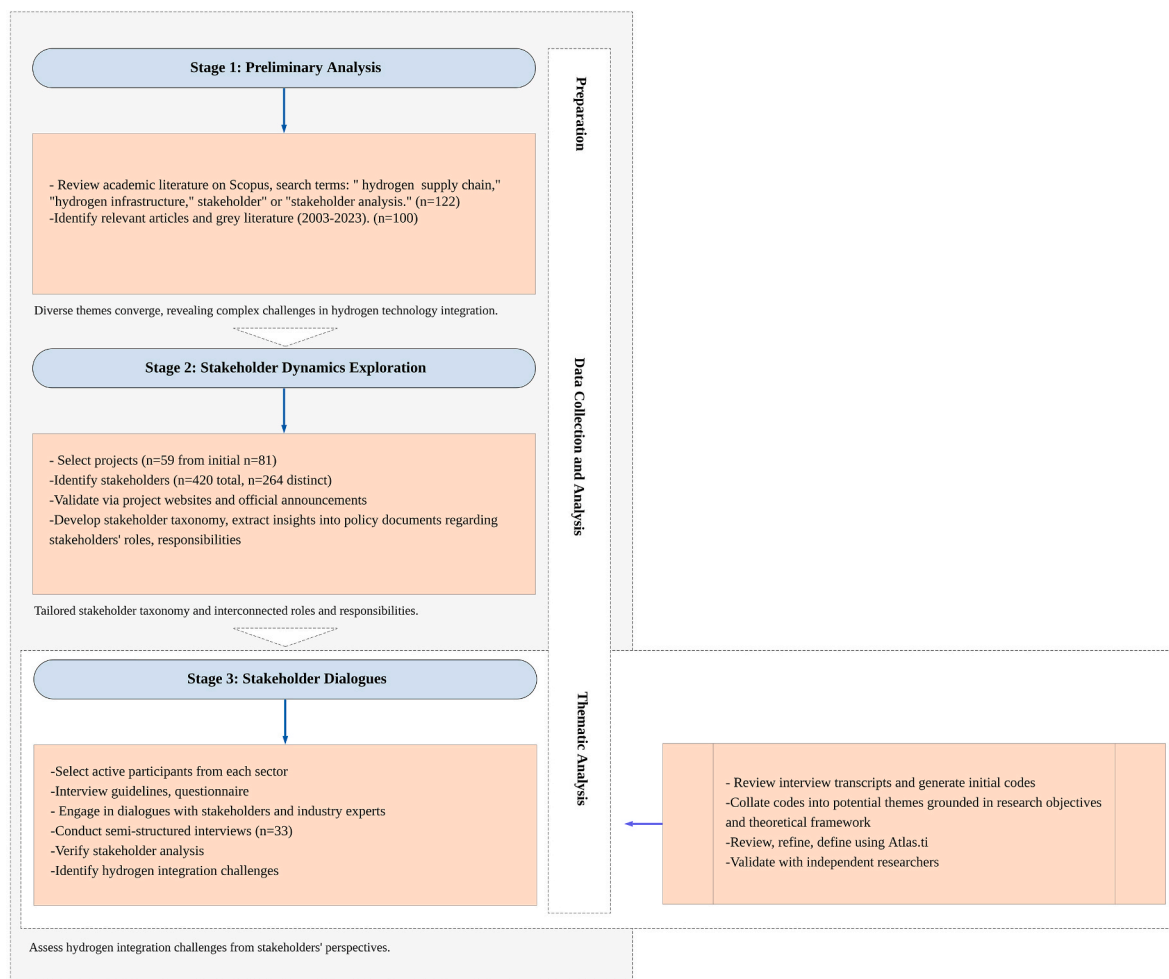 Stage 1: Preliminary Analysis
Preparation
- Review academic literature on Scopus, search terms: " hydrogen  supply chain,"
"hydrogen infrastructure," stakeholder" or "stakeholder analysis." (n=122)
-Identify relevant articles and grey literature (2003-2023). (n=100)
Diverse themes converge, revealing complex challenges in hydrogen technology integration.
Stage 2: Stakeholder Dynamics Exploration
Data Collection and Analysis
- Select projects (n=59 from initial n=81)
-Identify stakeholders (n=420 total, n=264 distinct)
-Validate via project websites and official announcements
-Develop stakeholder taxonomy, extract insights into policy documents regarding
stakeholders' roles, responsibilities
Tailored stakeholder taxonomy and interconnected roles and responsibilities.
Stage 3: Stakeholder Dialogues
Thematic Analysis
-Select active participants from each sector
-Interview guidelines, questionnaire
- Engage in dialogues with stakeholders and industry experts
-Conduct semi-structured interviews (n=33)
-Verify stakeholder analysis
-Identify hydrogen integration challenges
- Review interview transcripts and generate initial codes
-Collate codes into potential themes grounded in research objectives
and theoretical framework
-Review, refine, define using Atlas.ti
-Validate with independent researchers
Assess hydrogen integration challenges from stakeholders' perspectives.